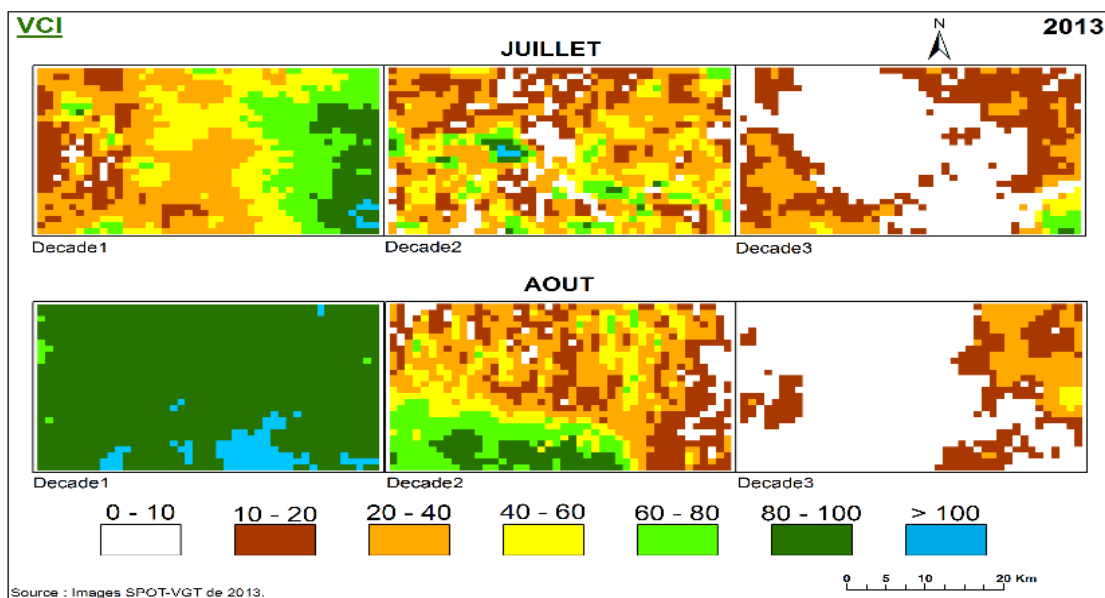 VCI
2013
N
JUILLET
Decade1
Decade2
Decade3
AOUT
Decade1
Decade2
Decade3
0 - 10
10 - 20
20 - 40
40 - 60
60 - 80
80 - 100
> 100
0 5 10 20 Km
Source : Images SPOT-VGT de 2013.